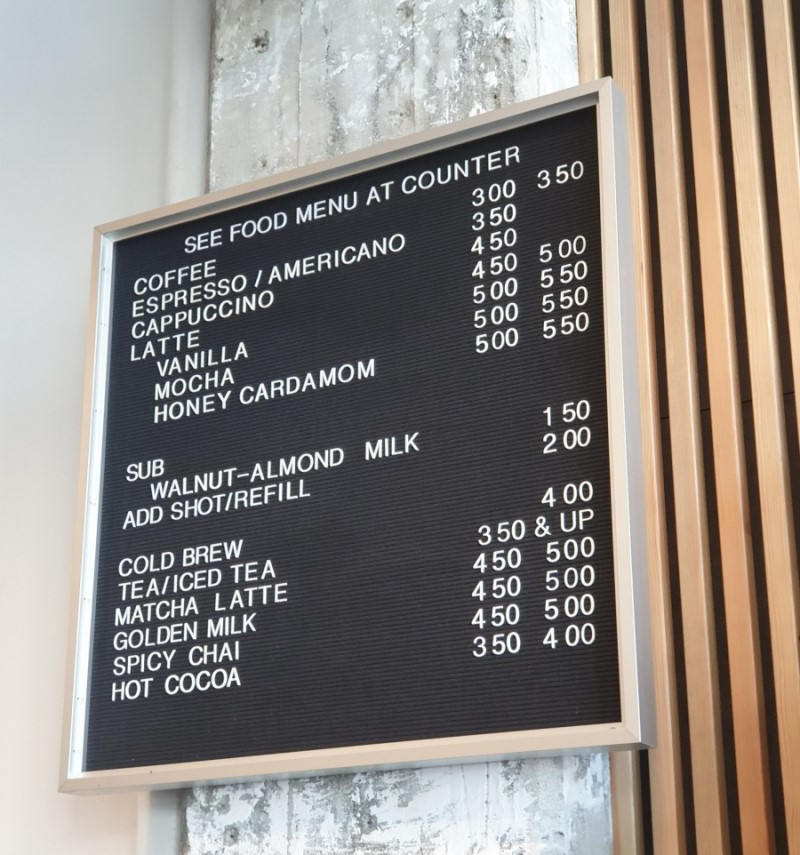 SEE FOOD MENU AT COUNTER
COFFEE 300 350
ESPRESSO / AMERICANO 350
CAPPUCCINO 450
LATTE 450 500
VANILLA 500 550
MOCHA 500 550
HONEY CARDAMOM 500 550
SUB
WALNUT-ALMOND MILK 150
ADD SHOT/REFILL 200
COLD BREW 400
TEA/ICED TEA 350 & UP
MATCHA LATTE 450 500
GOLDEN MILK 450 500
SPICY CHAI 450 500
HOT COCOA 350 400